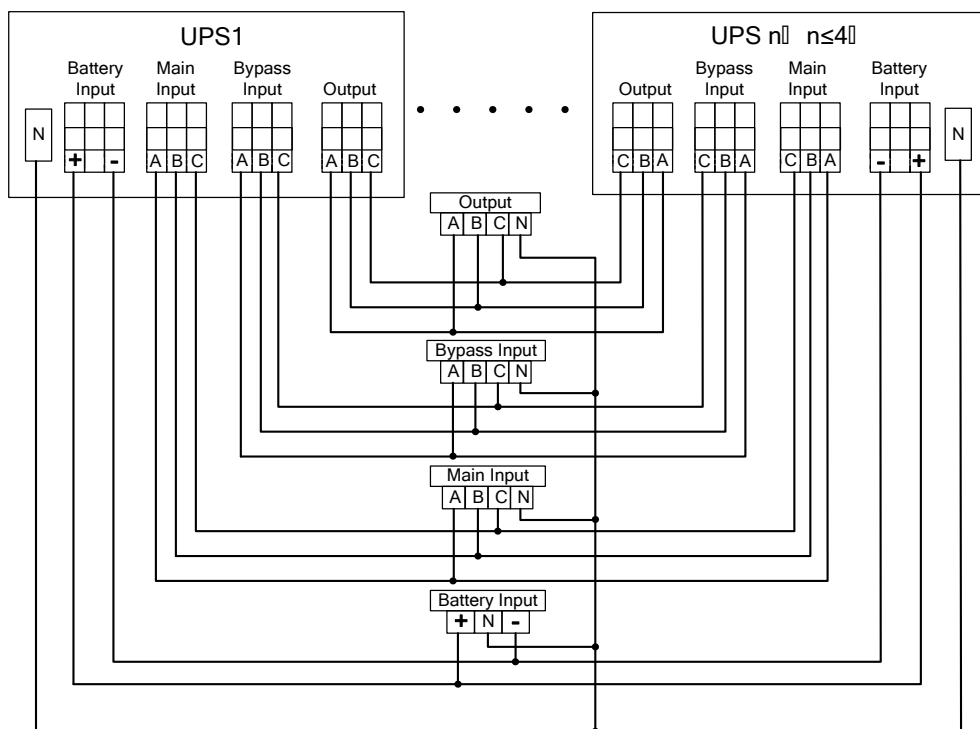 UPS1
UPS n▯ n≤4▯
Battery Input
Main Input
Bypass Input
Output
Output
Bypass Input
Main Input
Battery Input
N
N
+ -
A B C
A B C
A B C
C B A
C B A
C B A
- +
Output
A B C N
Bypass Input
A B C N
Main Input
A B C N
Battery Input
+ N -